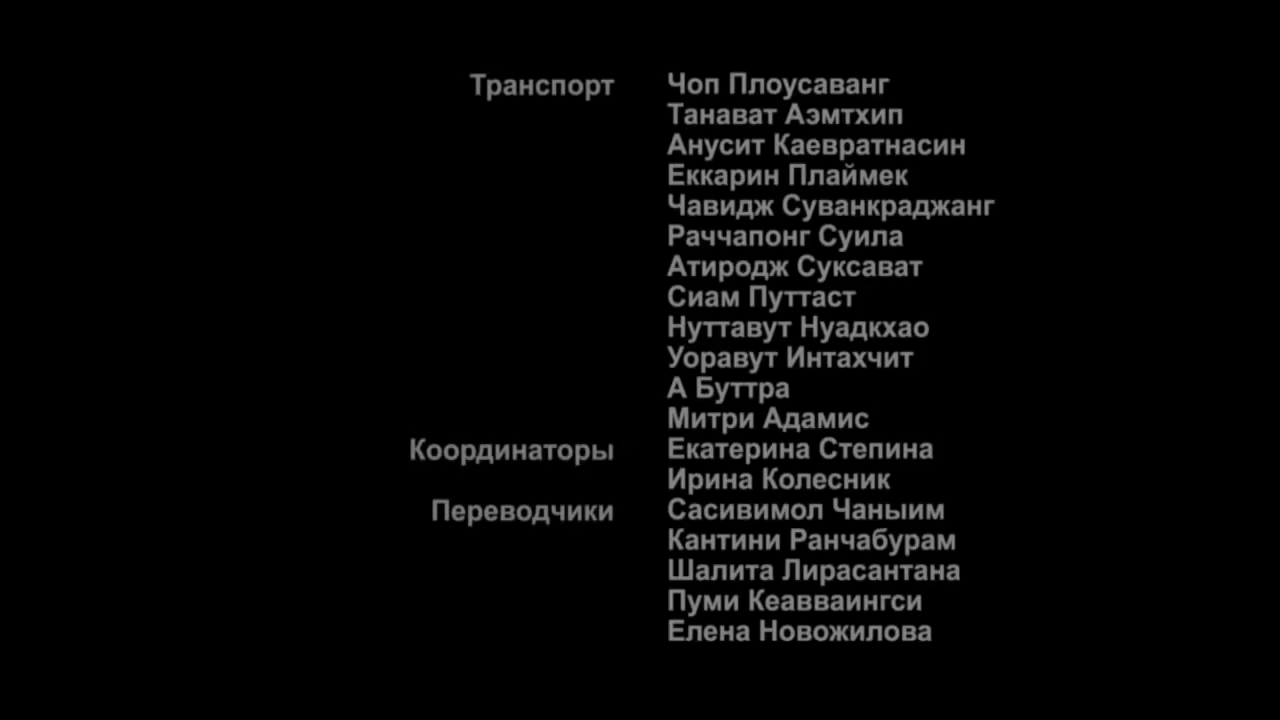 Транспорт Чоп Плоусаванг
Танават Аэмтхип
Анусит Каевратнасин
Еккарин Плаймек
Чавидж Суванкраджанг
Раччапонг Суила
Атиродж Суксават
Сиам Путтаст
Нуттавут Нуадкхао
Уоравут Интахчит
А Буттра
Митри Адамис
Координаторы Екатерина Степина
Ирина Колесник
Переводчики Сасивимол Чаныим
Кантини Ранчабурам
Шалита Лирасантана
Пуми Кеавваингси
Елена Новожилова